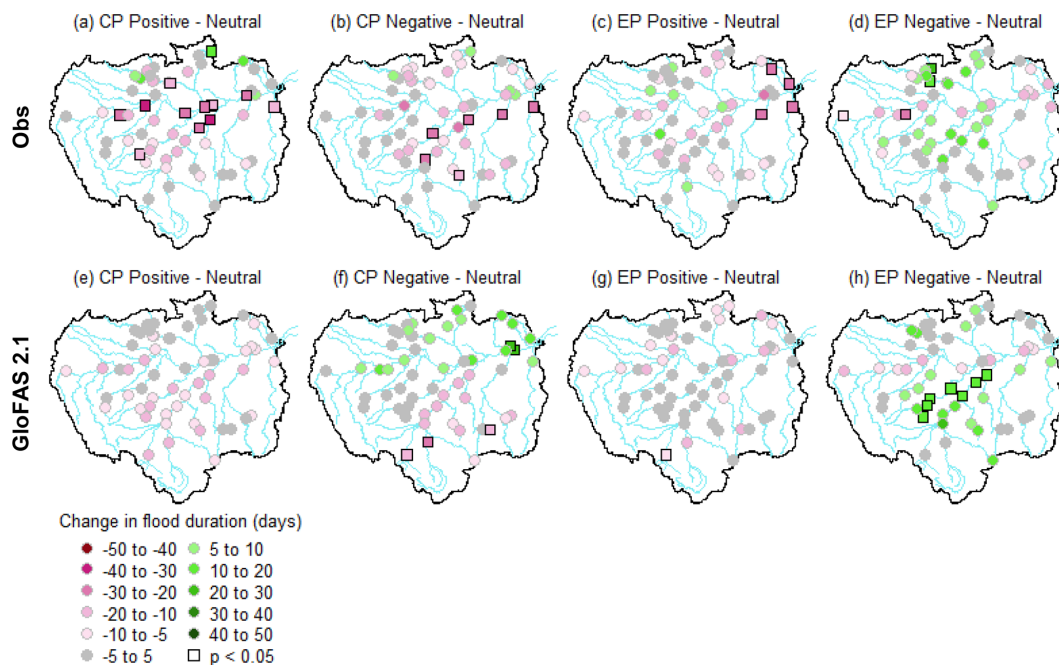 (a) CP Positive - Neutral
(b) CP Negative - Neutral
(c) EP Positive - Neutral
(d) EP Negative - Neutral
Obs
(e) CP Positive - Neutral
(f) CP Negative - Neutral
(g) EP Positive - Neutral
(h) EP Negative - Neutral
GloFAS 2.1
Change in flood duration (days)
-50 to -40
5 to 10
-40 to -30
10 to 20
-30 to -20
20 to 30
-20 to -10
30 to 40
-10 to -5
40 to 50
-5 to 5
p < 0.05